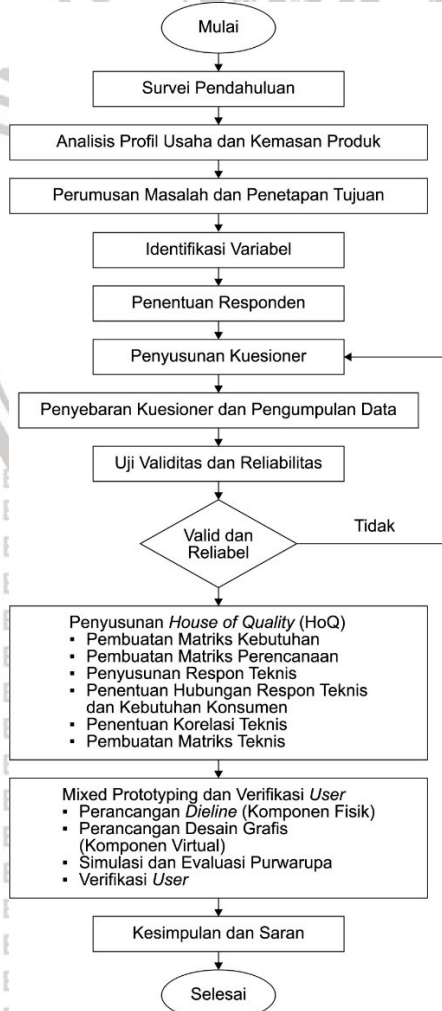 Mulai
Survei Pendahuluan
Analisis Profil Usaha dan Kemasan Produk
Perumusan Masalah dan Penetapan Tujuan
Identifikasi Variabel
Penentuan Responden
Penyusunan Kuesioner
Penyebaran Kuesioner dan Pengumpulan Data
Uji Validitas dan Reliabilitas
Valid dan
Reliabel
Tidak
Penyusunan House of Quality (HoQ)
▪ Pembuatan Matriks Kebutuhan
▪ Pembuatan Matriks Perencanaan
▪ Penyusunan Respon Teknis
▪ Penentuan Hubungan Respon Teknis
dan Kebutuhan Konsumen
▪ Penentuan Korelasi Teknis
▪ Pembuatan Matriks Teknis
Mixed Prototyping dan Verifikasi User
▪ Perancangan Dieline (Komponen Fisik)
▪ Perancangan Desain Grafis
(Komponen Virtual)
▪ Simulasi dan Evaluasi Purwarupa
▪ Verifikasi User
Kesimpulan dan Saran
Selesai